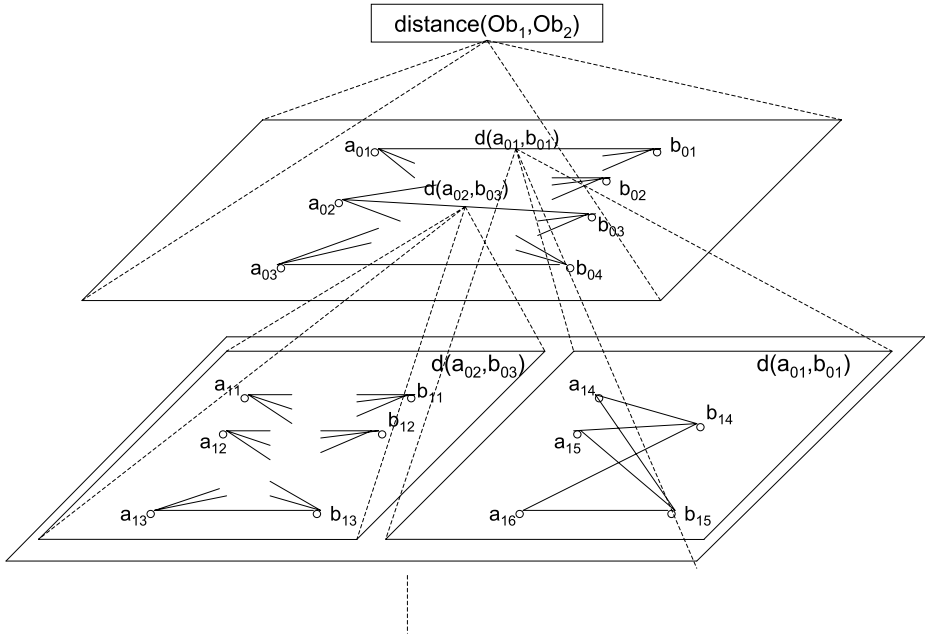 distance(Ob₁,Ob₂)
a₀₁ d(a₀₁,b₀₁) b₀₁
b₀₂
a₀₂ d(a₀₂,b₀₃)
b₀₃
a₀₃ b₀₄
d(a₀₂,b₀₃) d(a₀₁,b₀₁)
a₁₁ b₁₁ a₁₄
b₁₂ b₁₄
a₁₂ a₁₅
a₁₃ b₁₃ a₁₆ b₁₅